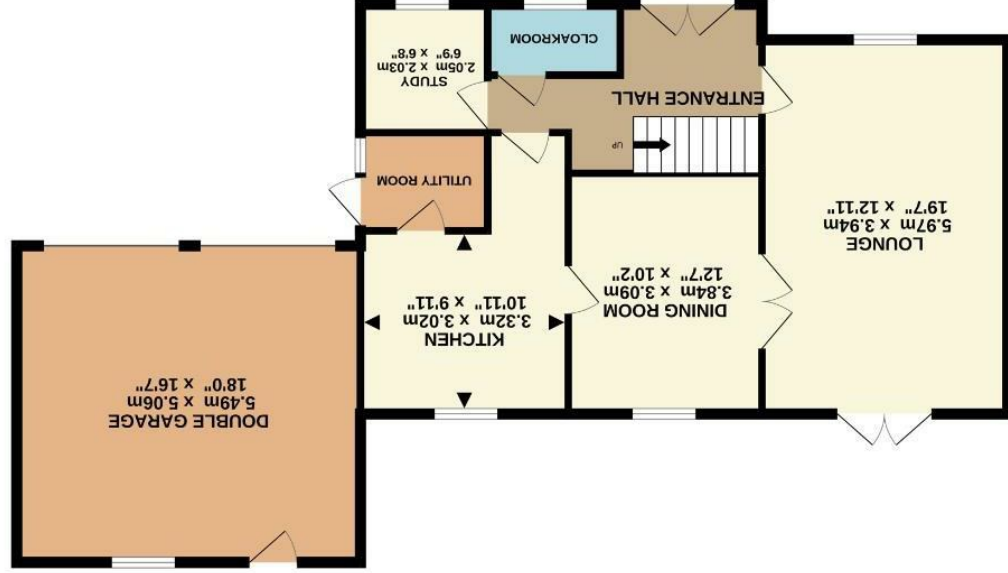 DOUBLE GARAGE
5.49m x 5.06m
18'0" x 16'7"
KITCHEN
3.32m x 3.02m
10'11" x 9'11"
DINING ROOM
3.84m x 3.09m
12'7" x 10'2"
LOUNGE
5.97m x 3.94m
19'7" x 12'11"
UTILITY ROOM
UP
ENTRANCE HALL
STUDY
2.05m x 2.03m
6'9" x 6'8"
CLOAKROOM